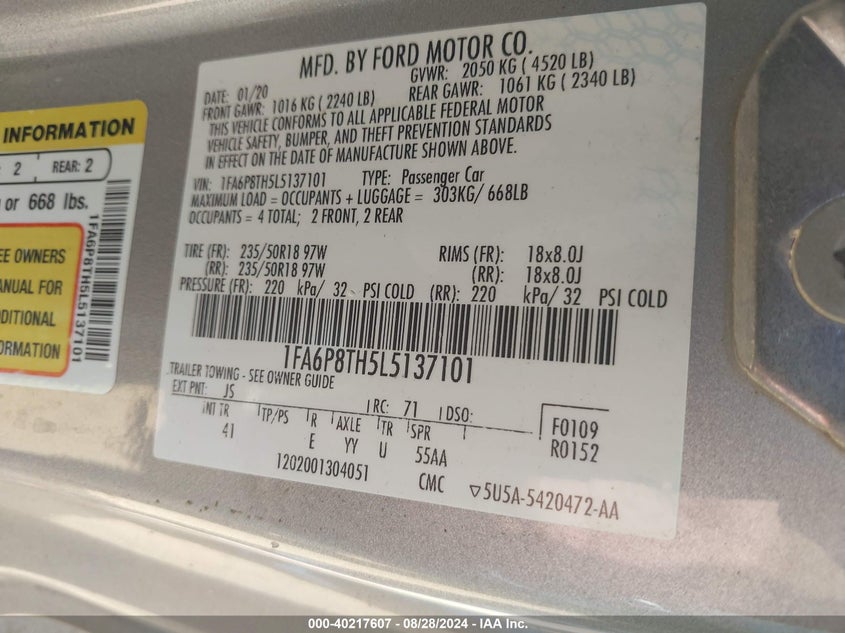 INFORMATION
: 2 REAR: 2
or 668 lbs.
EE OWNERS
ANUAL FOR
DDITIONAL
FORMATION
1FA6P8TH5L5137101
MFD. BY FORD MOTOR CO.
DATE: 01/20 GVWR: 2050 KG ( 4520 LB)
FRONT GAWR: 1016 KG ( 2240 LB) REAR GAWR: 1061 KG ( 2340 LB)
THIS VEHICLE CONFORMS TO ALL APPLICABLE FEDERAL MOTOR
VEHICLE SAFETY, BUMPER, AND THEFT PREVENTION STANDARDS
IN EFFECT ON THE DATE OF MANUFACTURE SHOWN ABOVE.
VIN: 1FA6P8TH5L5137101 TYPE: Passenger Car
MAXIMUM LOAD = OCCUPANTS + LUGGAGE = 303KG/ 668LB
OCCUPANTS = 4 TOTAL; 2 FRONT, 2 REAR
TIRE (FR): 235/50R18 97W RIMS (FR): 18x8.0J
(RR): 235/50R18 97W (RR): 18x8.0J
PRESSURE (FR): 220 kPa/ 32 PSI COLD (RR): 220 kPa/ 32 PSI COLD
1FA6P8TH5L5137101
TRAILER TOWING - SEE OWNER GUIDE
EXT PNT: JS RC: 71 DSO:
INT TR TP/PS R AXLE TR SPR F0109
41 E YY U 55AA R0152
1202001304051 CMC ▽5U5A-5420472-AA
000-40217607 - 08/28/2024 - IAA Inc.